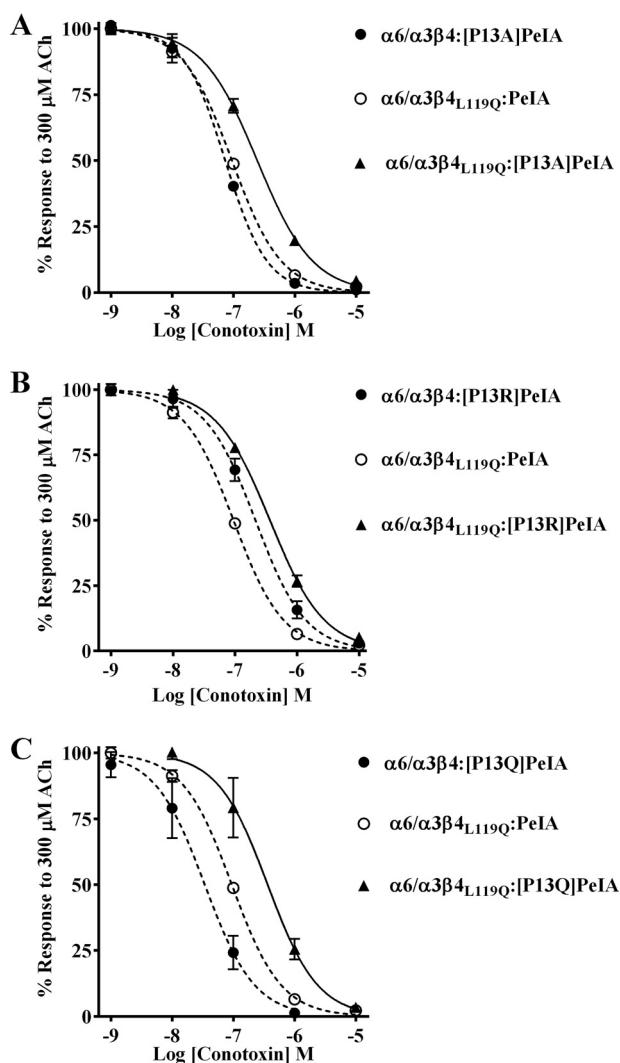 A
% Response to 300 µM ACh
100
75
50
25
0
-9 -8 -7 -6 -5
Log [Conotoxin] M
α6/α3β4:[P13A]PeIA
α6/α3β4L119Q:PeIA
α6/α3β4L119Q:[P13A]PeIA
B
% Response to 300 µM ACh
100
75
50
25
0
-9 -8 -7 -6 -5
Log [Conotoxin] M
α6/α3β4:[P13R]PeIA
α6/α3β4L119Q:PeIA
α6/α3β4L119Q:[P13R]PeIA
C
% Response to 300 µM ACh
100
75
50
25
0
-9 -8 -7 -6 -5
Log [Conotoxin] M
α6/α3β4:[P13Q]PeIA
α6/α3β4L119Q:PeIA
α6/α3β4L119Q:[P13Q]PeIA